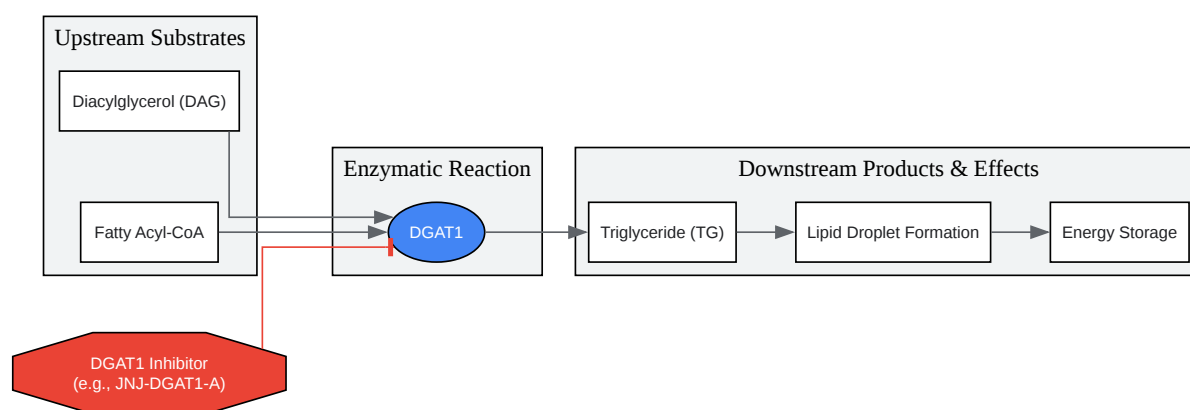 Upstream Substrates
Diacylglycerol (DAG)
Fatty Acyl-CoA
Enzymatic Reaction
DGAT1
Downstream Products & Effects
Triglyceride (TG)
Lipid Droplet Formation
Energy Storage
DGAT1 Inhibitor
(e.g., JNJ-DGAT1-A)